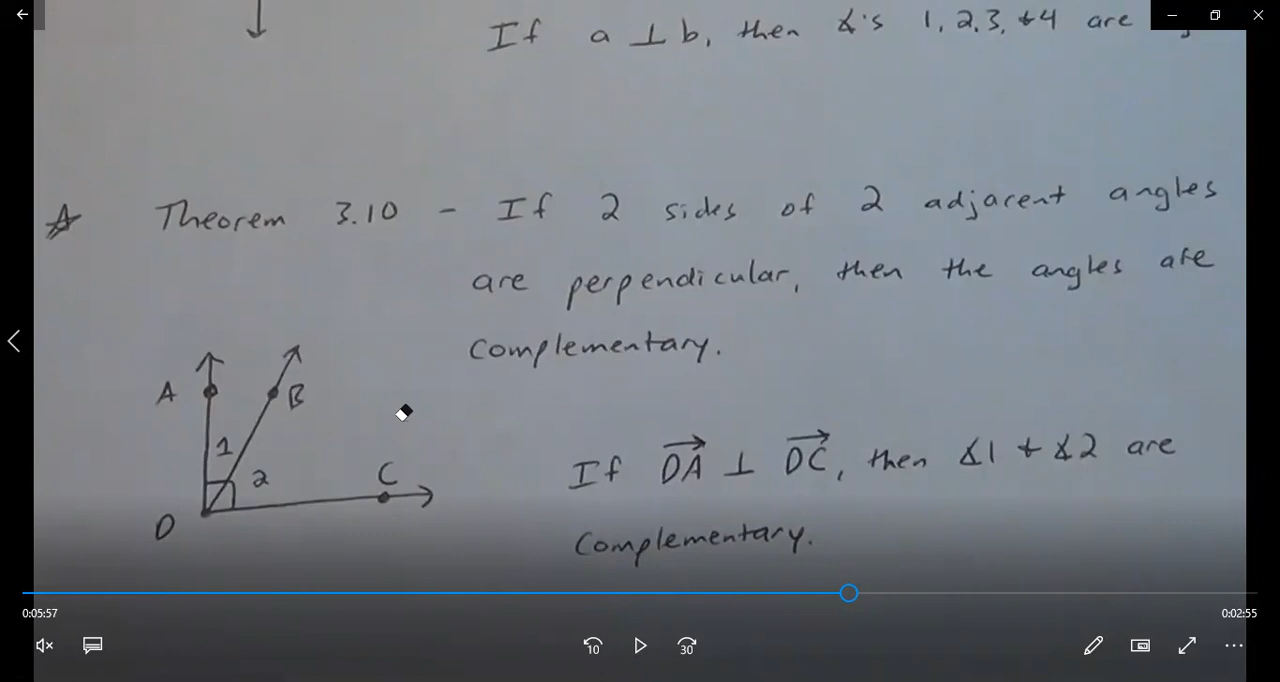 If a ⊥ b, then ∡'s 1, 2, 3, + 4 are
Theorem 3.10 - If 2 sides of 2 adjacent angles
are perpendicular, then the angles are
complementary.
A
B
1
2
C
D
If DA ⊥ DC, then ∡1 + ∡2 are
complementary.
0:05:57
0:02:55
10
30